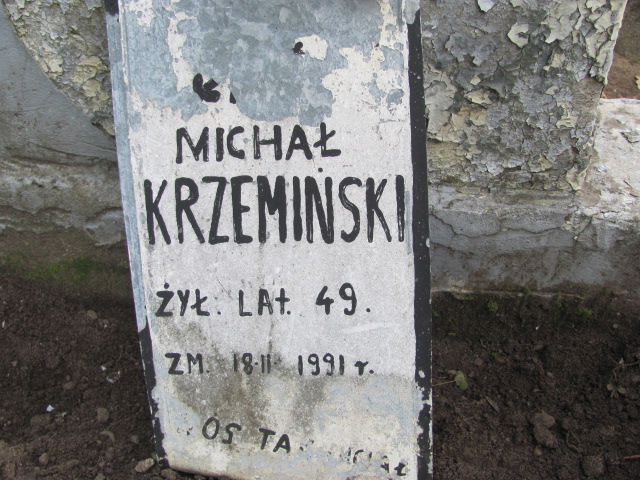 MICHAŁ
KRZEMIŃSKI
ŻYŁ. LAT. 49.
ZM. 18·II 1991 r.